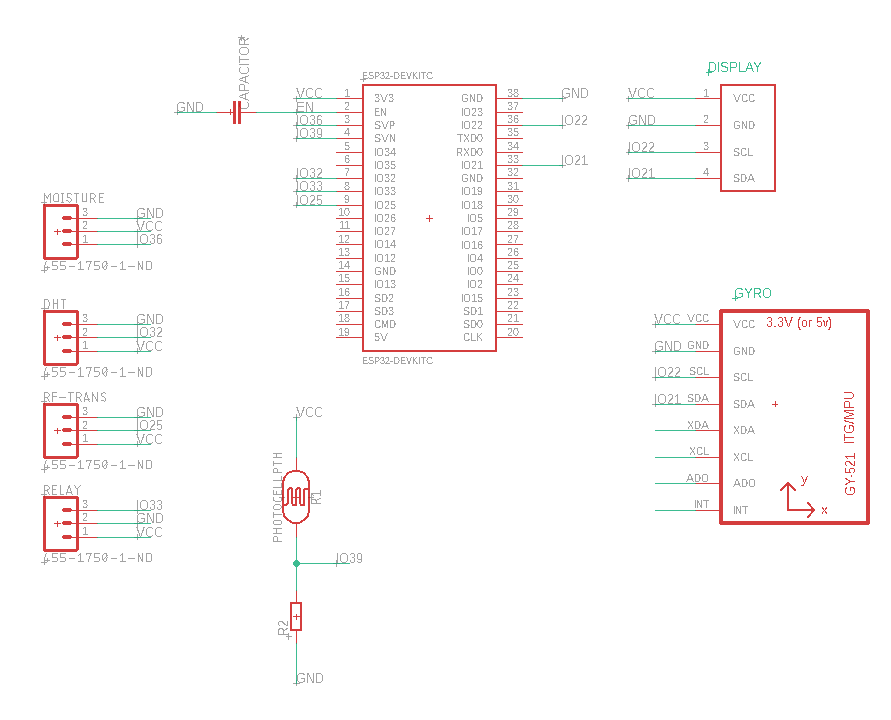 CAPACITOR*
GND
EN
ESP32-DEVKITC
VCC
IO36
IO39
IO32
IO33
IO25
1 3V3
2 EN
3 SVP
4 SVN
5 IO34
6 IO35
7 IO32
8 IO33
9 IO25
10 IO26
11 IO27
12 IO14
13 IO12
14 GND
15 IO13
16 SD2
17 SD3
18 CMD
19 5V
GND 38
IO23 37
IO22 36
TXD0 35
RXD0 34
IO21 33
GND 32
IO19 31
IO18 30
IO5 29
IO17 28
IO16 27
IO4 26
IO0 25
IO2 24
IO15 23
SD1 22
SD0 21
CLK 20
GND
IO22
IO21
ESP32-DEVKITC
DISPLAY
VCC 1 VCC
GND 2 GND
IO22 3 SCL
IO21 4 SDA
MOISTURE
3 GND
2 VCC
1 IO36
455-1750-1-ND
DHT
3 GND
2 IO32
1 VCC
455-1750-1-ND
RF-TRANS
3 GND
2 IO25
1 VCC
455-1750-1-ND
RELAY
3 IO33
2 GND
1 VCC
455-1750-1-ND
VCC
PHOTOCELLPTH
R1
IO39
R2
GND
GYRO
VCC VCC VCC 3.3V (or 5v)
GND GND GND
IO22 SCL SCL
IO21 SDA SDA
XDA XDA
XCL XCL
ADO ADO
INT INT
GY-521 ITG/MPU
y
x